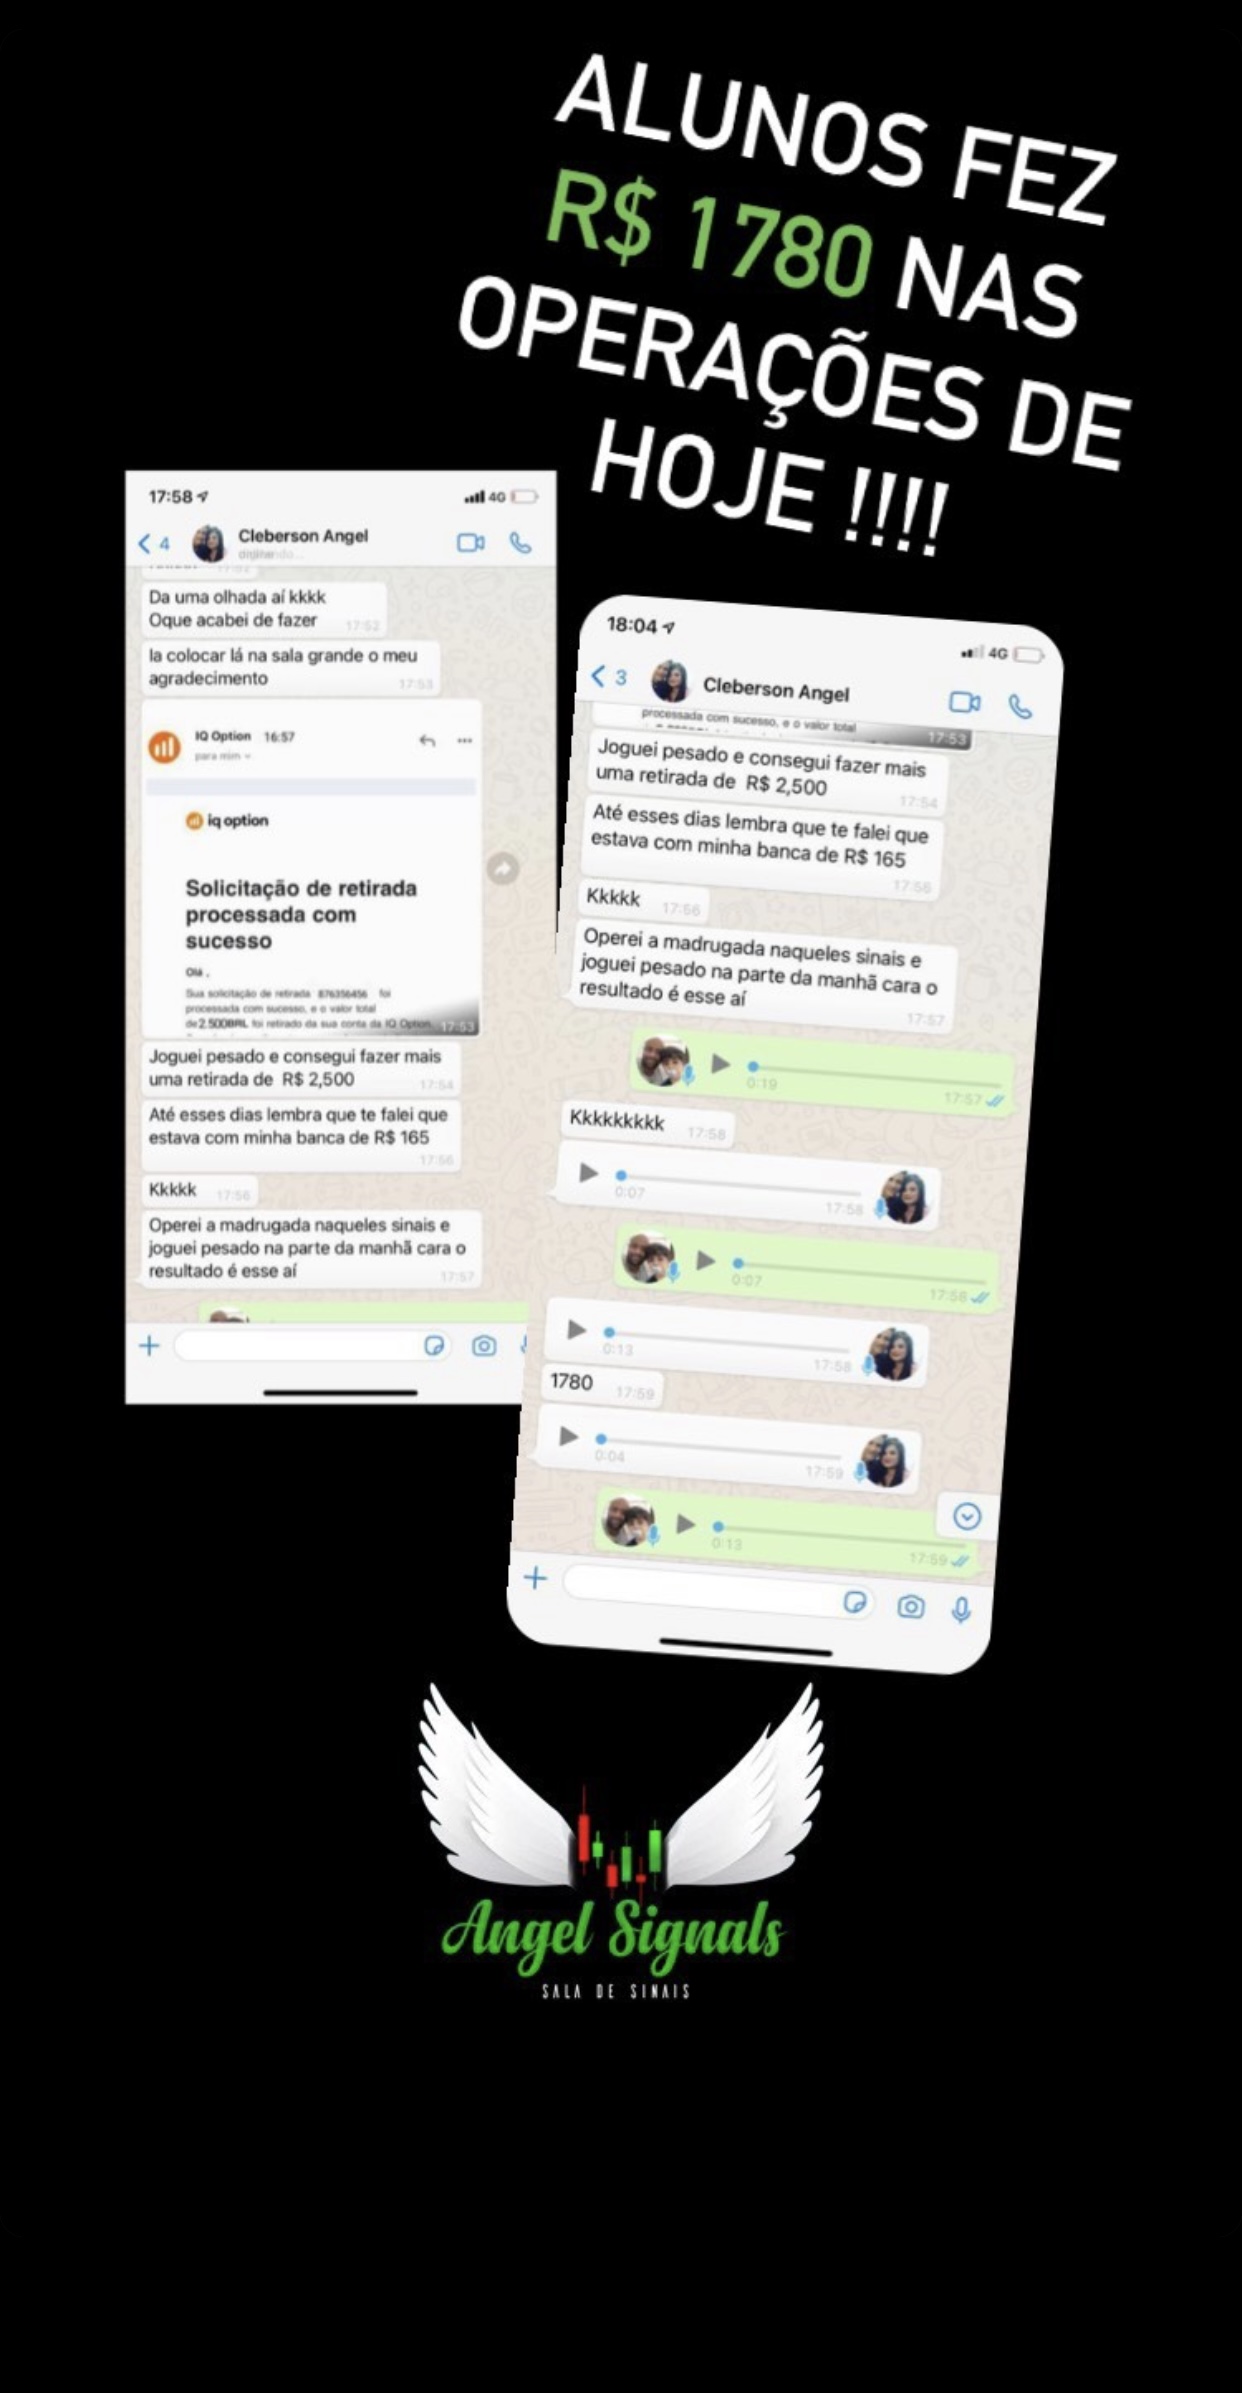 ALUNOS FEZ
R$ 1780 NAS
OPERAÇÕES DE
HOJE !!!!
17:58
4G
4
Cleberson Angel
17:52
Da uma olhada aí kkkk
Oque acabei de fazer 17:52
Ia colocar lá na sala grande o meu
agradecimento 17:53
IQ Option 16:57
para mim
iq option
Solicitação de retirada
processada com
sucesso
Olá .
Sua solicitação de retirada 876356456 foi
processada com sucesso, e o valor total
de2.500BRL foi retirado da sua conta da IQ Option.
17:53
Joguei pesado e consegui fazer mais
uma retirada de R$ 2,500 17:54
Até esses dias lembra que te falei que
estava com minha banca de R$ 165
17:56
Kkkkk 17:56
Operei a madrugada naqueles sinais e
joguei pesado na parte da manhã cara o
resultado é esse aí 17:57
18:04
4G
3
Cleberson Angel
processada com sucesso, e o valor total
17:53
Joguei pesado e consegui fazer mais
uma retirada de R$ 2,500 17:54
Até esses dias lembra que te falei que
estava com minha banca de R$ 165
17:56
Kkkkk 17:56
Operei a madrugada naqueles sinais e
joguei pesado na parte da manhã cara o
resultado é esse aí 17:57
0:19 17:57
Kkkkkkkkk 17:58
0:07 17:58
0:07 17:58
0:13 17:58
1780 17:59
0:04 17:59
0:13 17:59
Angel Signals
SALA DE SINAIS